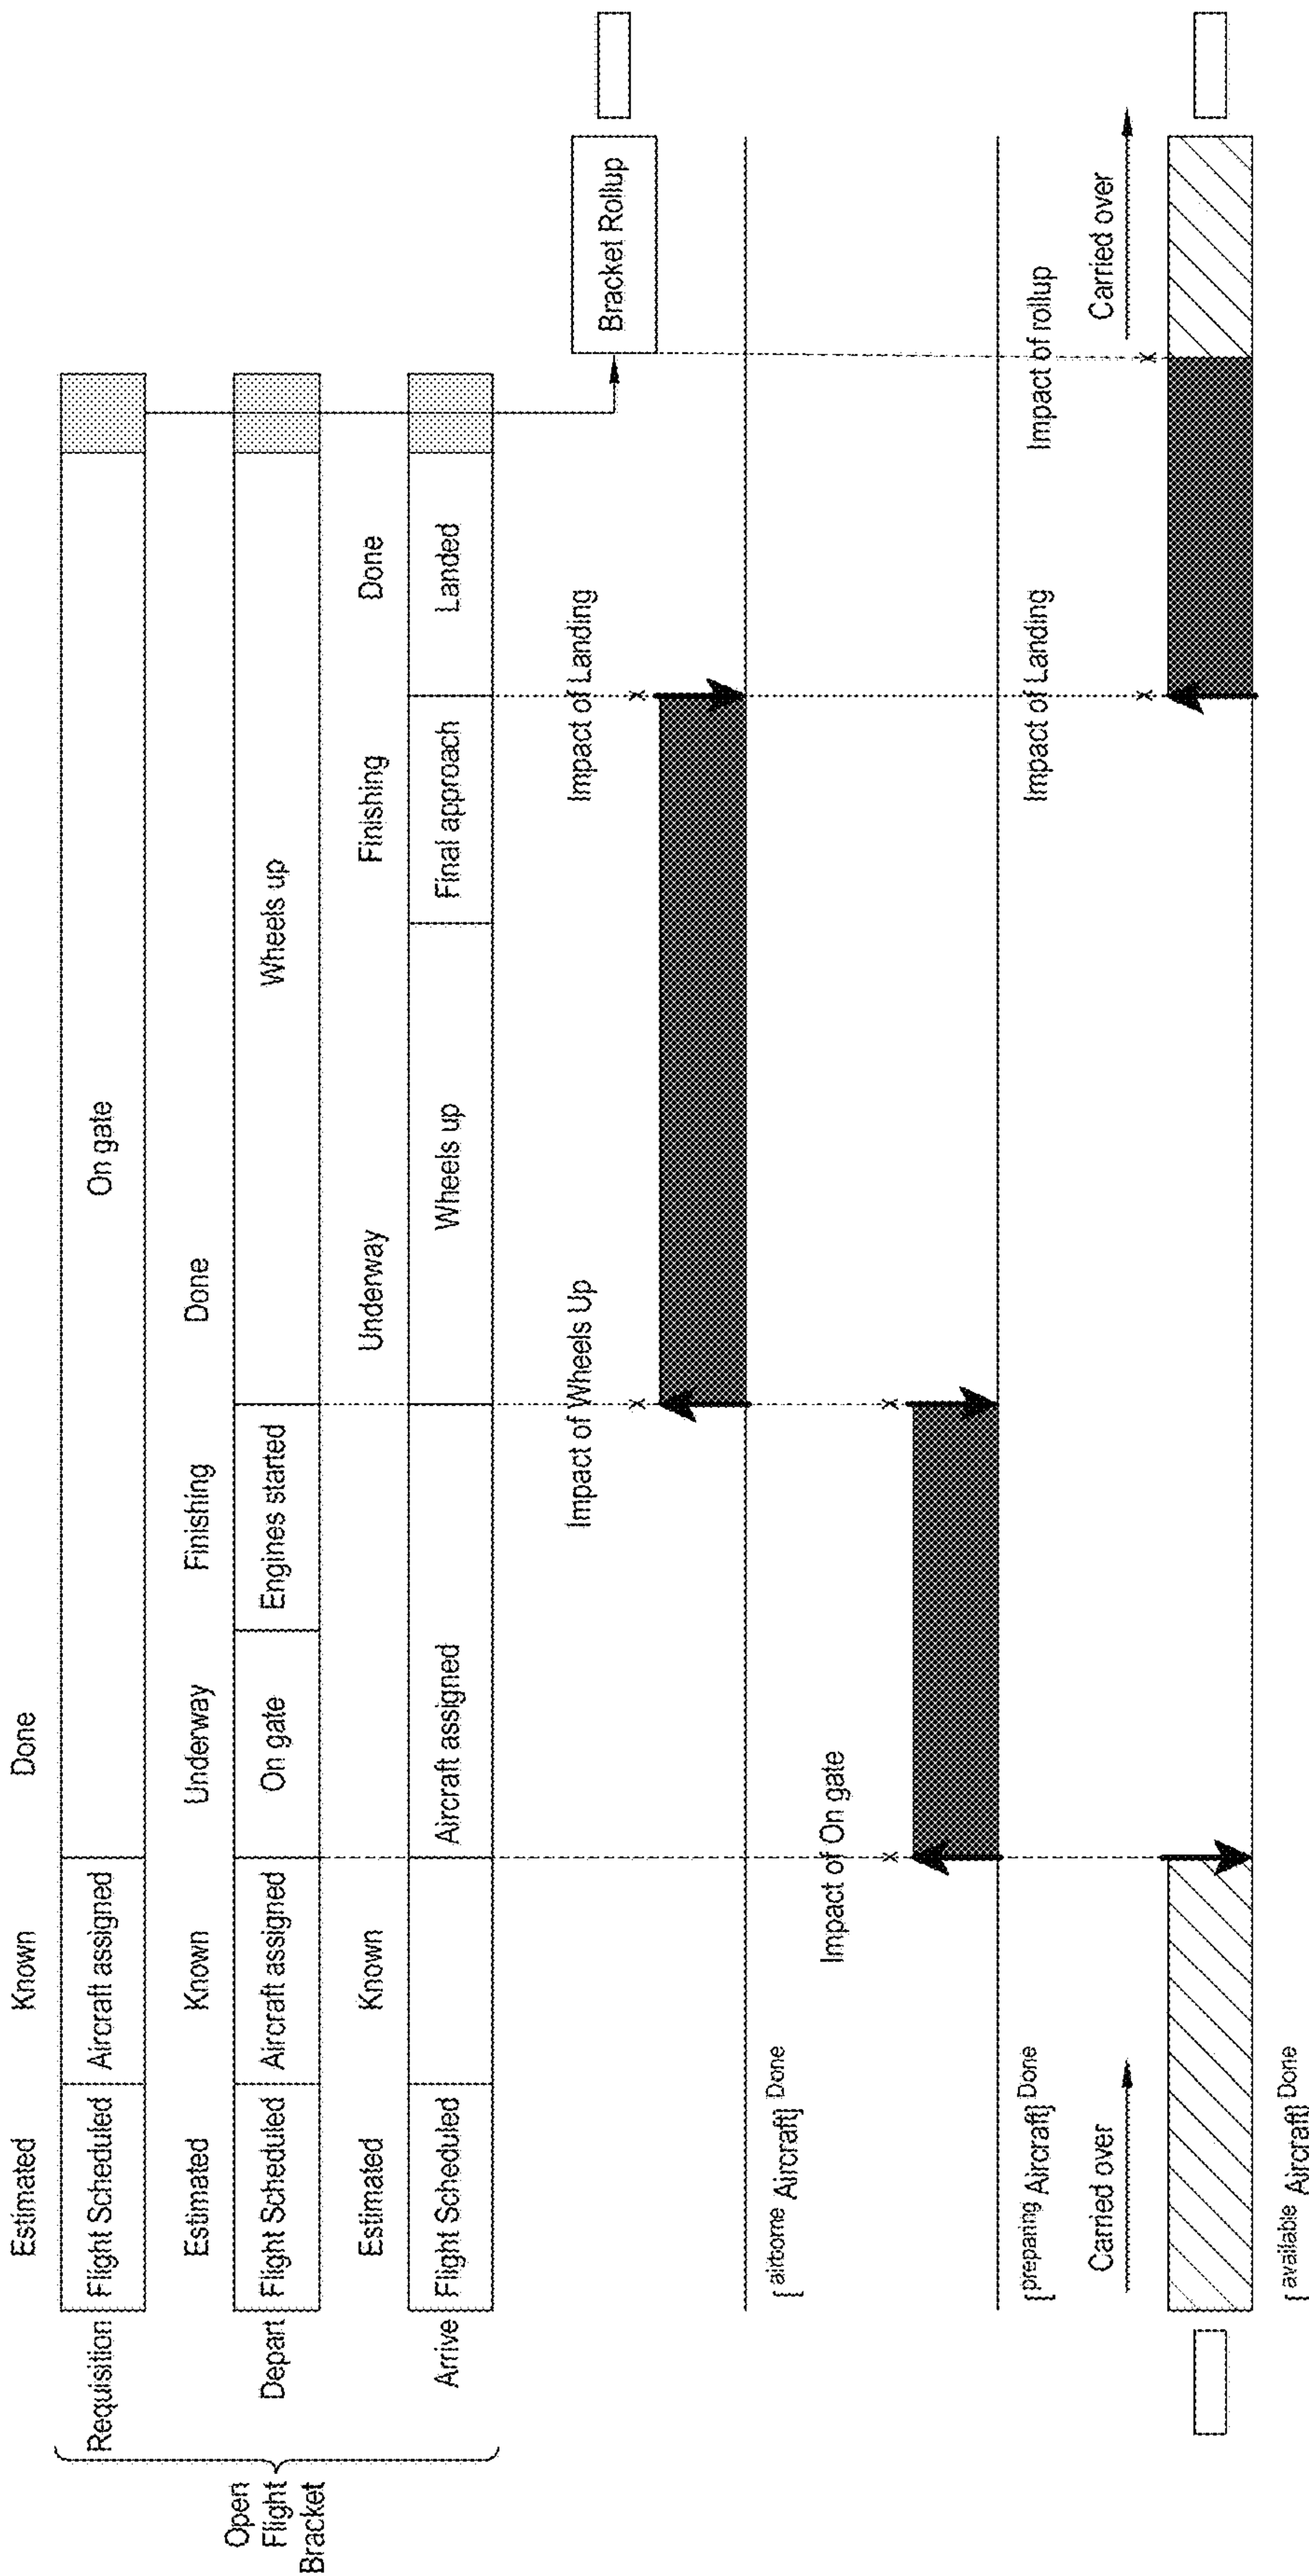 Open
Flight
Bracket
Estimated Known Done
Requisition Flight Scheduled Aircraft assigned On gate
Estimated Known Underway Finishing Done
Depart Flight Scheduled Aircraft assigned On gate Engines started Wheels up
Estimated Known Underway Finishing Done
Arrive Flight Scheduled Aircraft assigned Wheels up Final approach Landed
Impact of Wheels Up Impact of Landing Bracket Rollup
[airborne Aircraft] Done
Impact of On gate
[preparing Aircraft] Done
Impact of Landing Impact of rollup
Carried over Carried over
[available Aircraft] Done